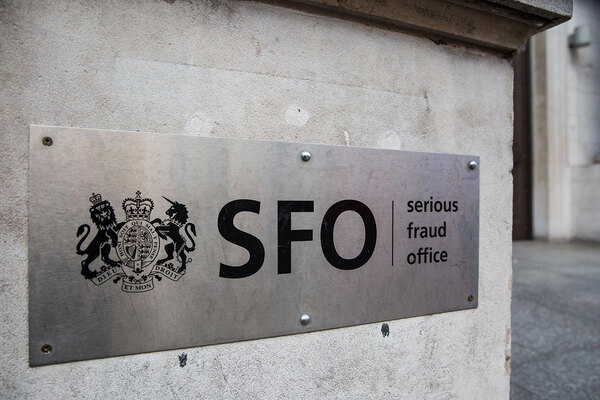 SFO
serious
fraud
office
DIEU
DROIT
ET MON